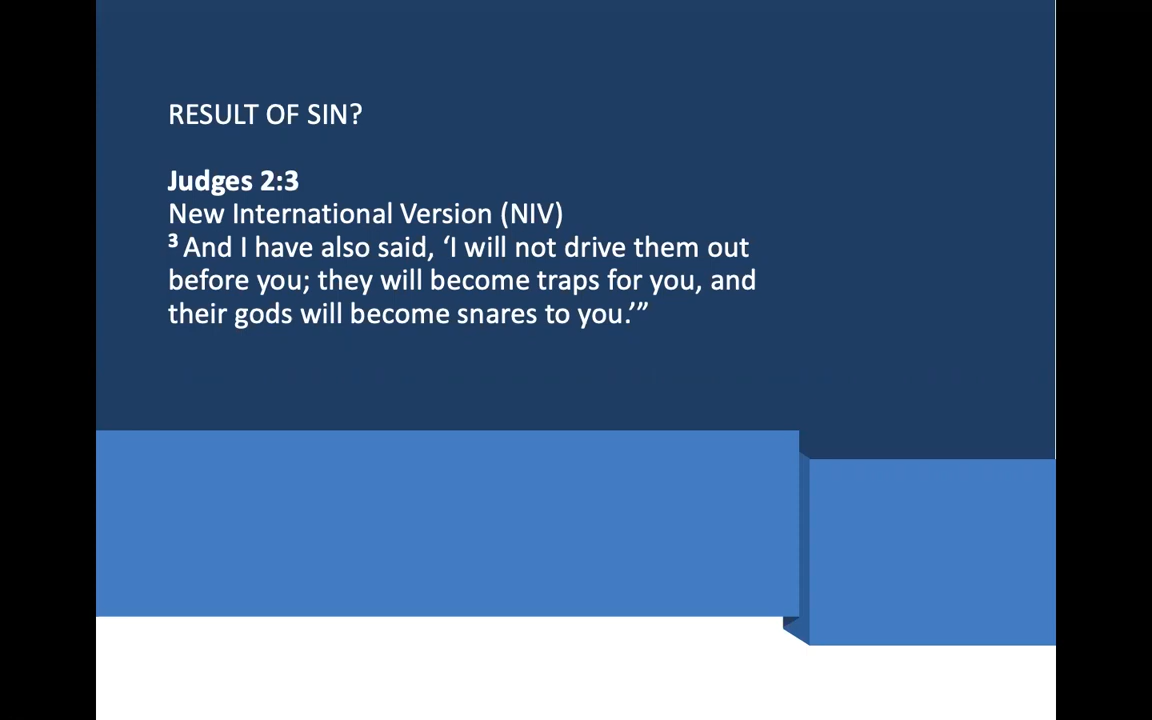 RESULT OF SIN?
Judges 2:3
New International Version (NIV)
³ And I have also said, ‘I will not drive them out
before you; they will become traps for you, and
their gods will become snares to you.’”